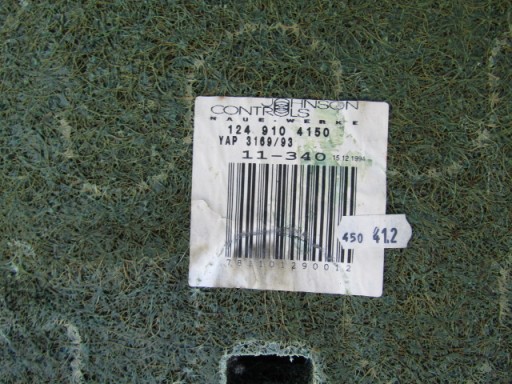 JOHNSON
CONTROLS
NAUE-WERKE
124 910 4150
YAP 3169/93
11-340 15.12.1994
450 41.2